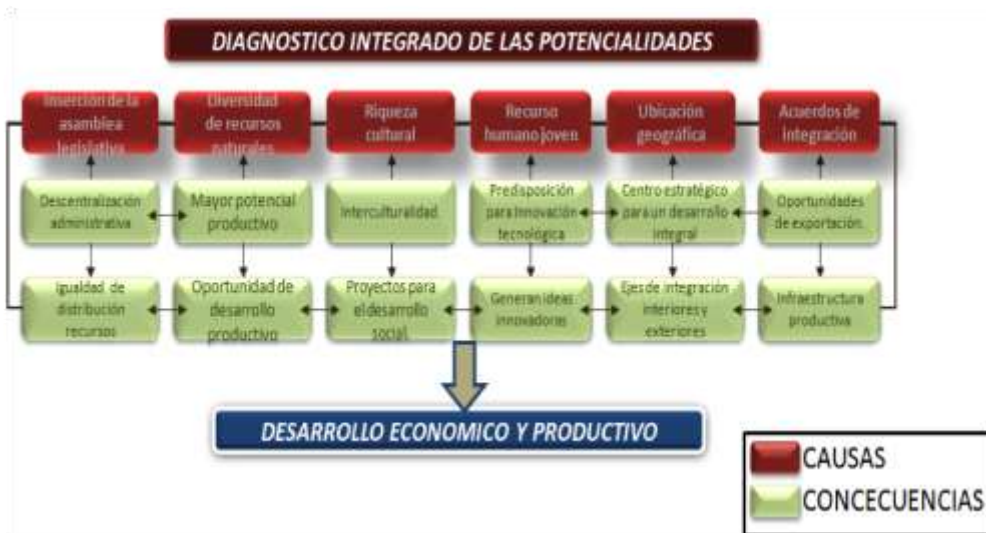 DIAGNOSTICO INTEGRADO DE LAS POTENCIALIDADES
Inserción de la
asamblea
legislativa
Diversidad
de recursos
naturales
Riqueza
cultural
Recurso
humano joven
Ubicación
geográfica
Acuerdos de
integración
Descentralización
administrativa
Mayor potencial
productivo
Interculturalidad
Predisposición
para Innovación
tecnológica
Centro estratégico
para un desarrollo
integral
Oportunidades
de exportación.
Igualdad de
distribución
recursos
Oportunidad de
desarrollo
productivo
Proyectos para
el desarrollo
social.
Generan ideas
innovadoras
Ejes de integración
interiores y
exteriores
Infraestructura
productiva
DESARROLLO ECONOMICO Y PRODUCTIVO
CAUSAS
CONCECUENCIAS